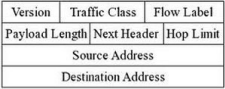 Version Traffic Class Flow Label
Payload Length Next Header Hop Limit
Source Address
Destination Address